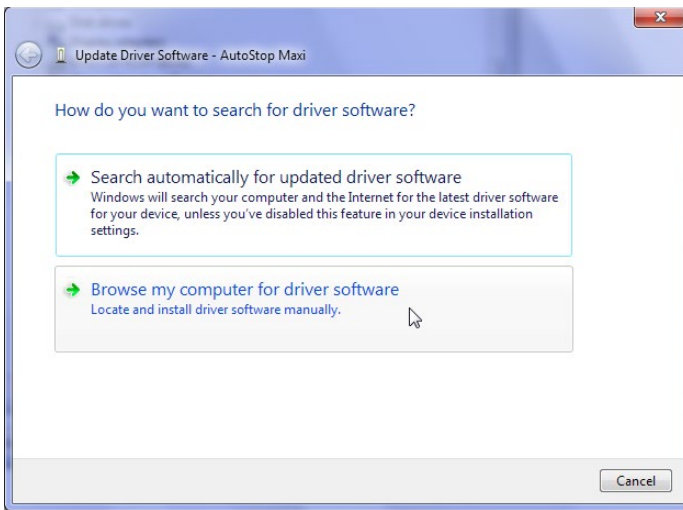 Update Driver Software - AutoStop Maxi
How do you want to search for driver software?
Search automatically for updated driver software
Windows will search your computer and the Internet for the latest driver software
for your device, unless you've disabled this feature in your device installation
settings.
Browse my computer for driver software
Locate and install driver software manually.
Cancel